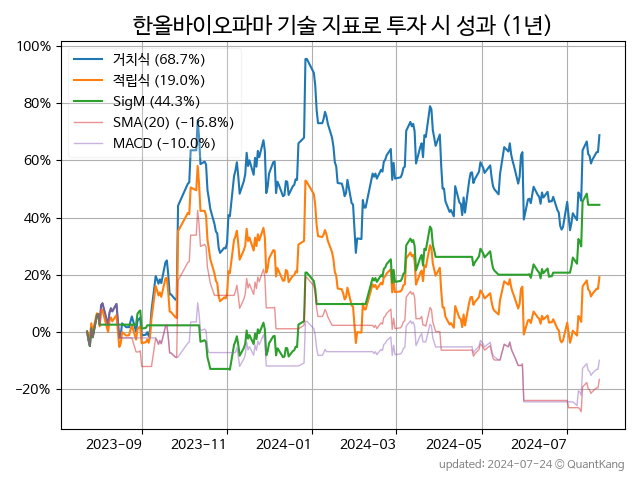 한올바이오파마 기술 지표로 투자 시 성과 (1년)
100%
80%
60%
40%
20%
0%
−20%
거치식 (68.7%)
적립식 (19.0%)
SigM (44.3%)
SMA(20) (−16.8%)
MACD (−10.0%)
2023-09
2023-11
2024-01
2024-03
2024-05
2024-07
updated: 2024-07-24 © QuantKang